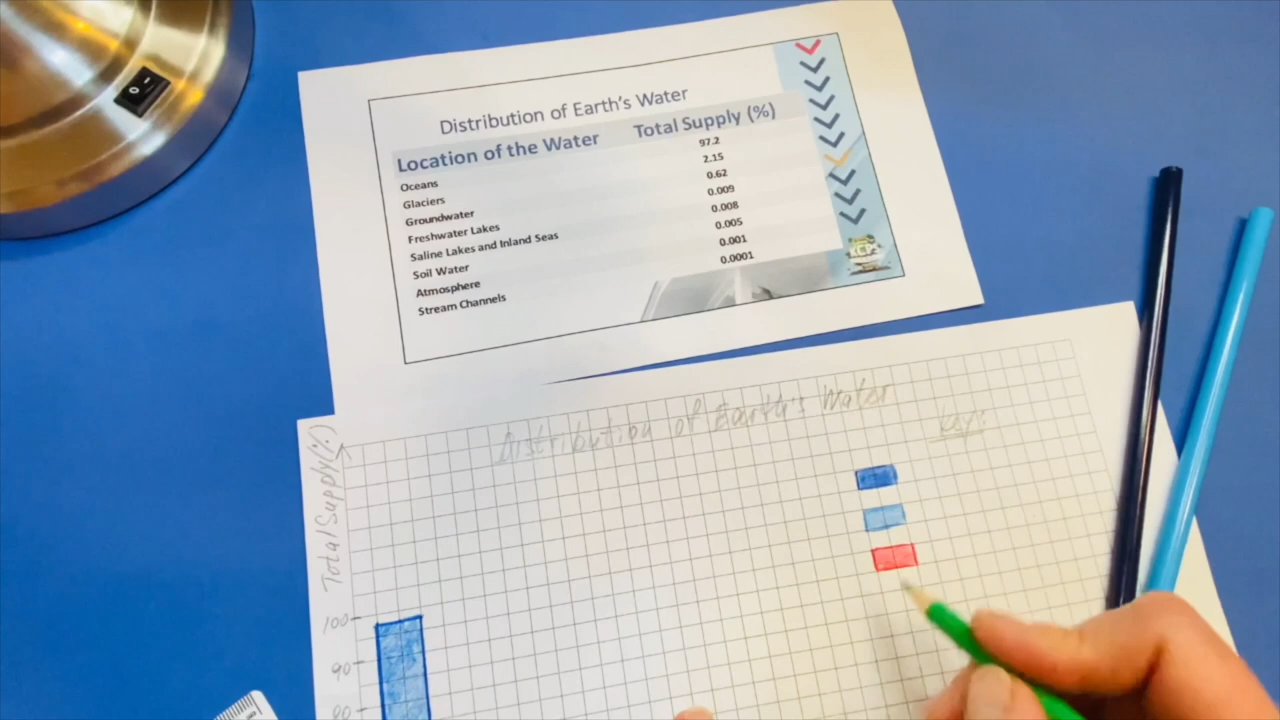 Distribution of Earth's Water
Location of the Water Total Supply (%)
Oceans 97.2
Glaciers 2.15
Groundwater 0.62
Freshwater Lakes 0.009
Saline Lakes and Inland Seas 0.008
Soil Water 0.005
Atmosphere 0.001
Stream Channels 0.0001
KCPS
Distribution of Earth's Water
key:
Total Supply (%)
100
90
80